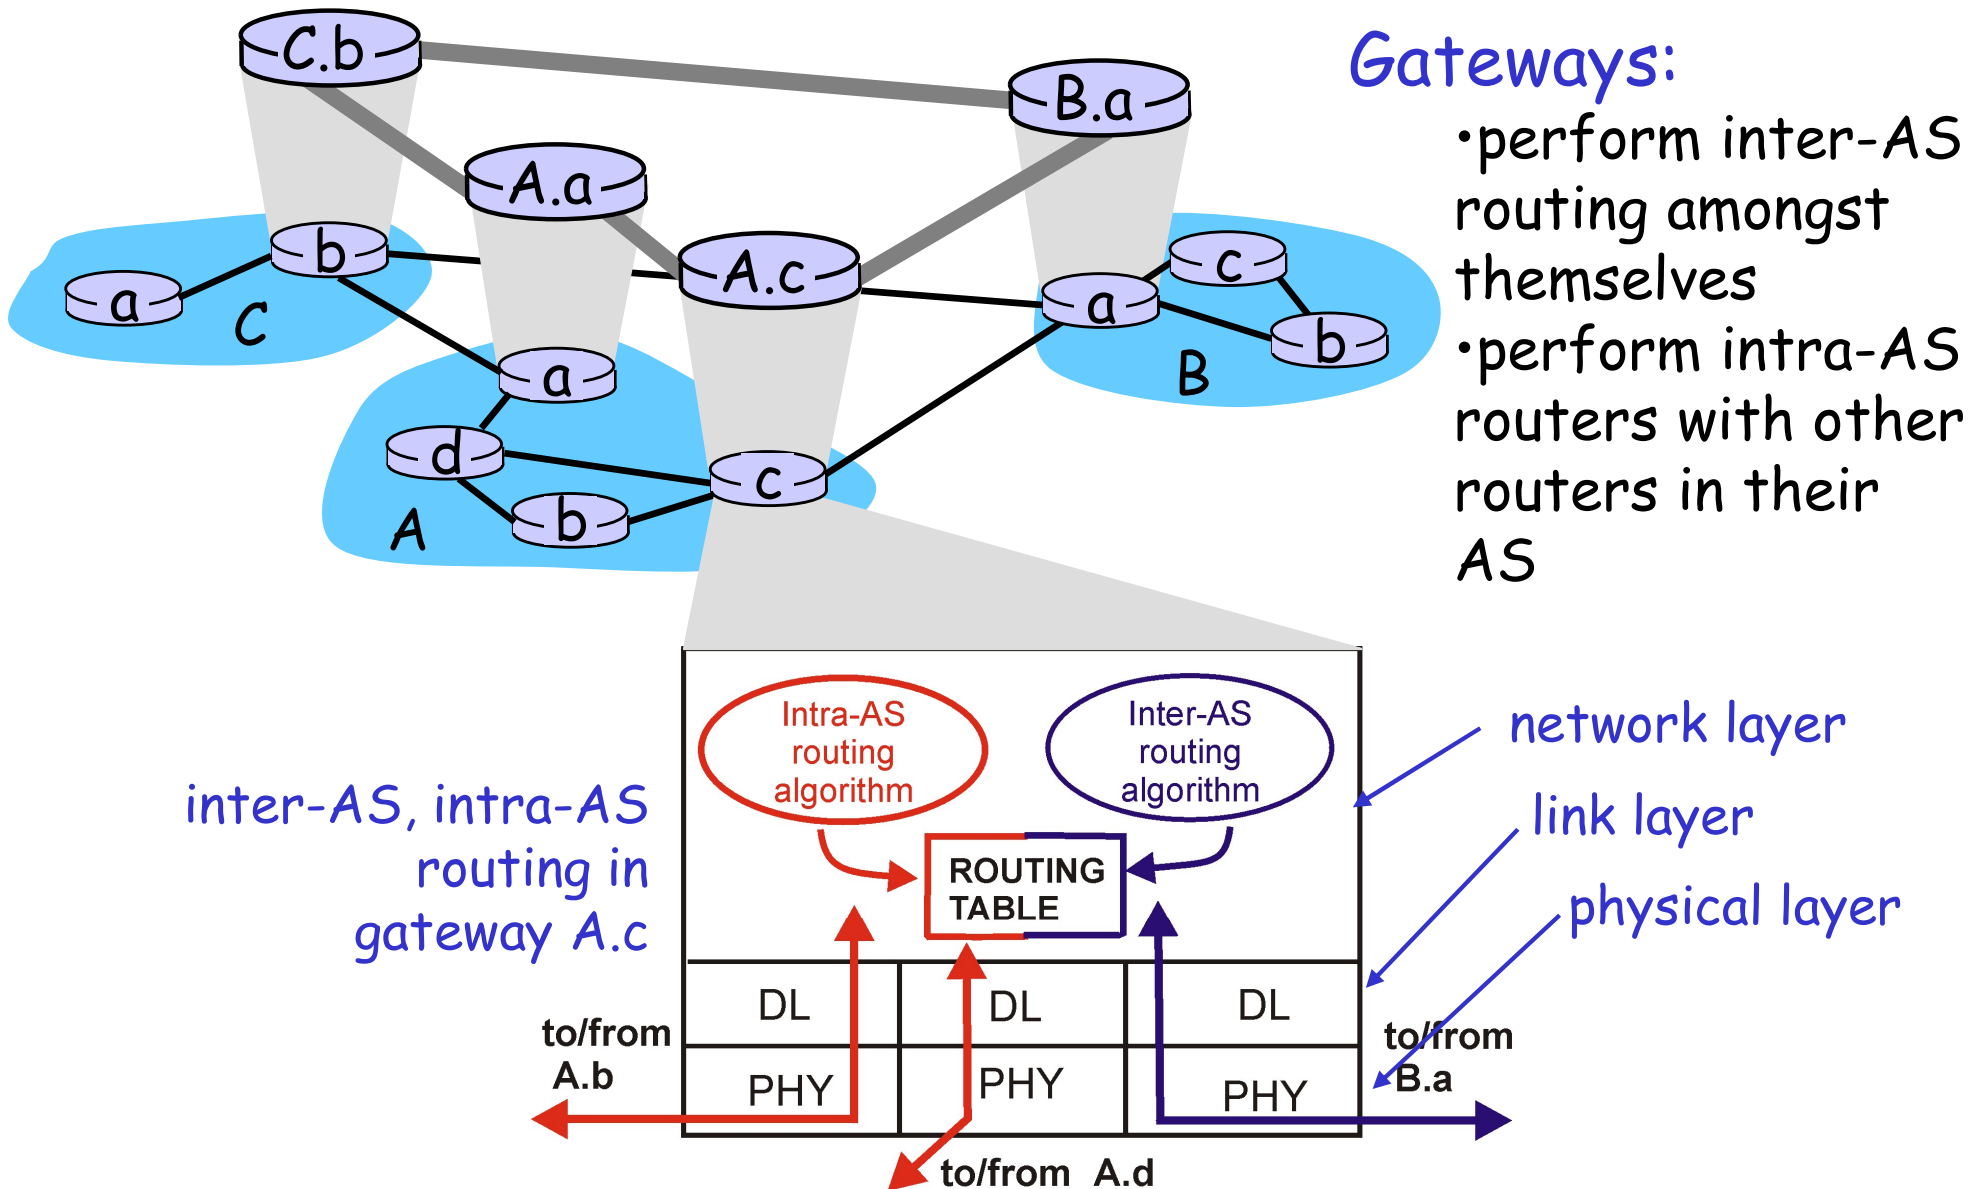 C.b
B.a
A.a
A.c
b
a
C
a
c
a
b
B
d
c
b
A
Gateways:
•perform inter-AS
routing amongst
themselves
•perform intra-AS
routers with other
routers in their
AS
Intra-AS
routing
algorithm
Inter-AS
routing
algorithm
ROUTING
TABLE
network layer
link layer
physical layer
inter-AS, intra-AS
routing in
gateway A.c
DL
DL
DL
PHY
PHY
PHY
to/from
A.b
to/from
B.a
to/from A.d